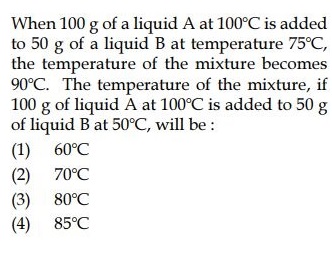 When 100 g of a liquid A at 100°C is added
to 50 g of a liquid B at temperature 75°C,
the temperature of the mixture becomes
90°C. The temperature of the mixture, if
100 g of liquid A at 100°C is added to 50 g
of liquid B at 50°C, will be :
(1) 60°C
(2) 70°C
(3) 80°C
(4) 85°C